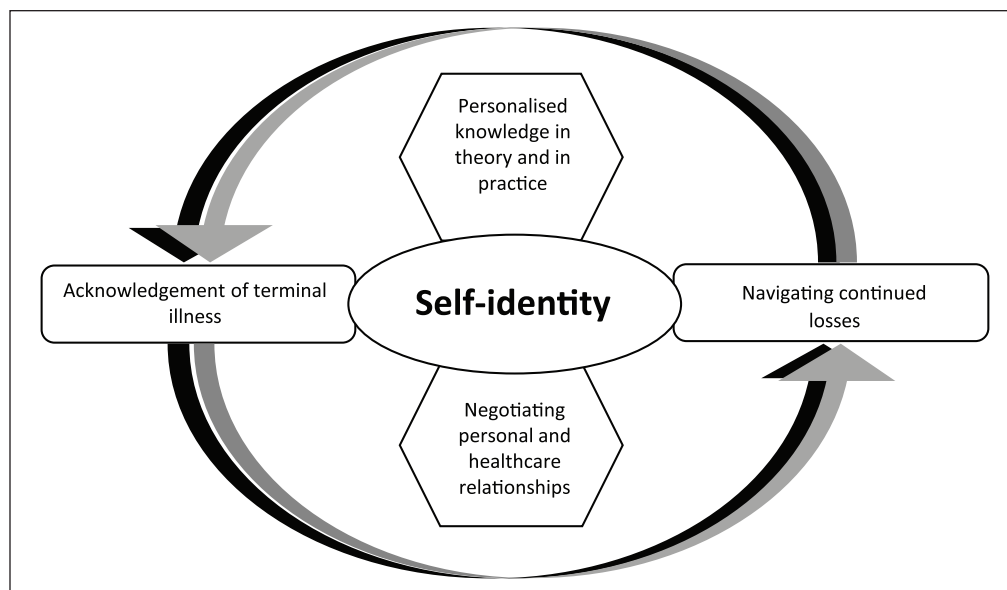 Personalised
knowledge in
theory and in
practice
Acknowledgement of terminal
illness
Self-identity
Navigating continued
losses
Negotiating
personal and
healthcare
relationships